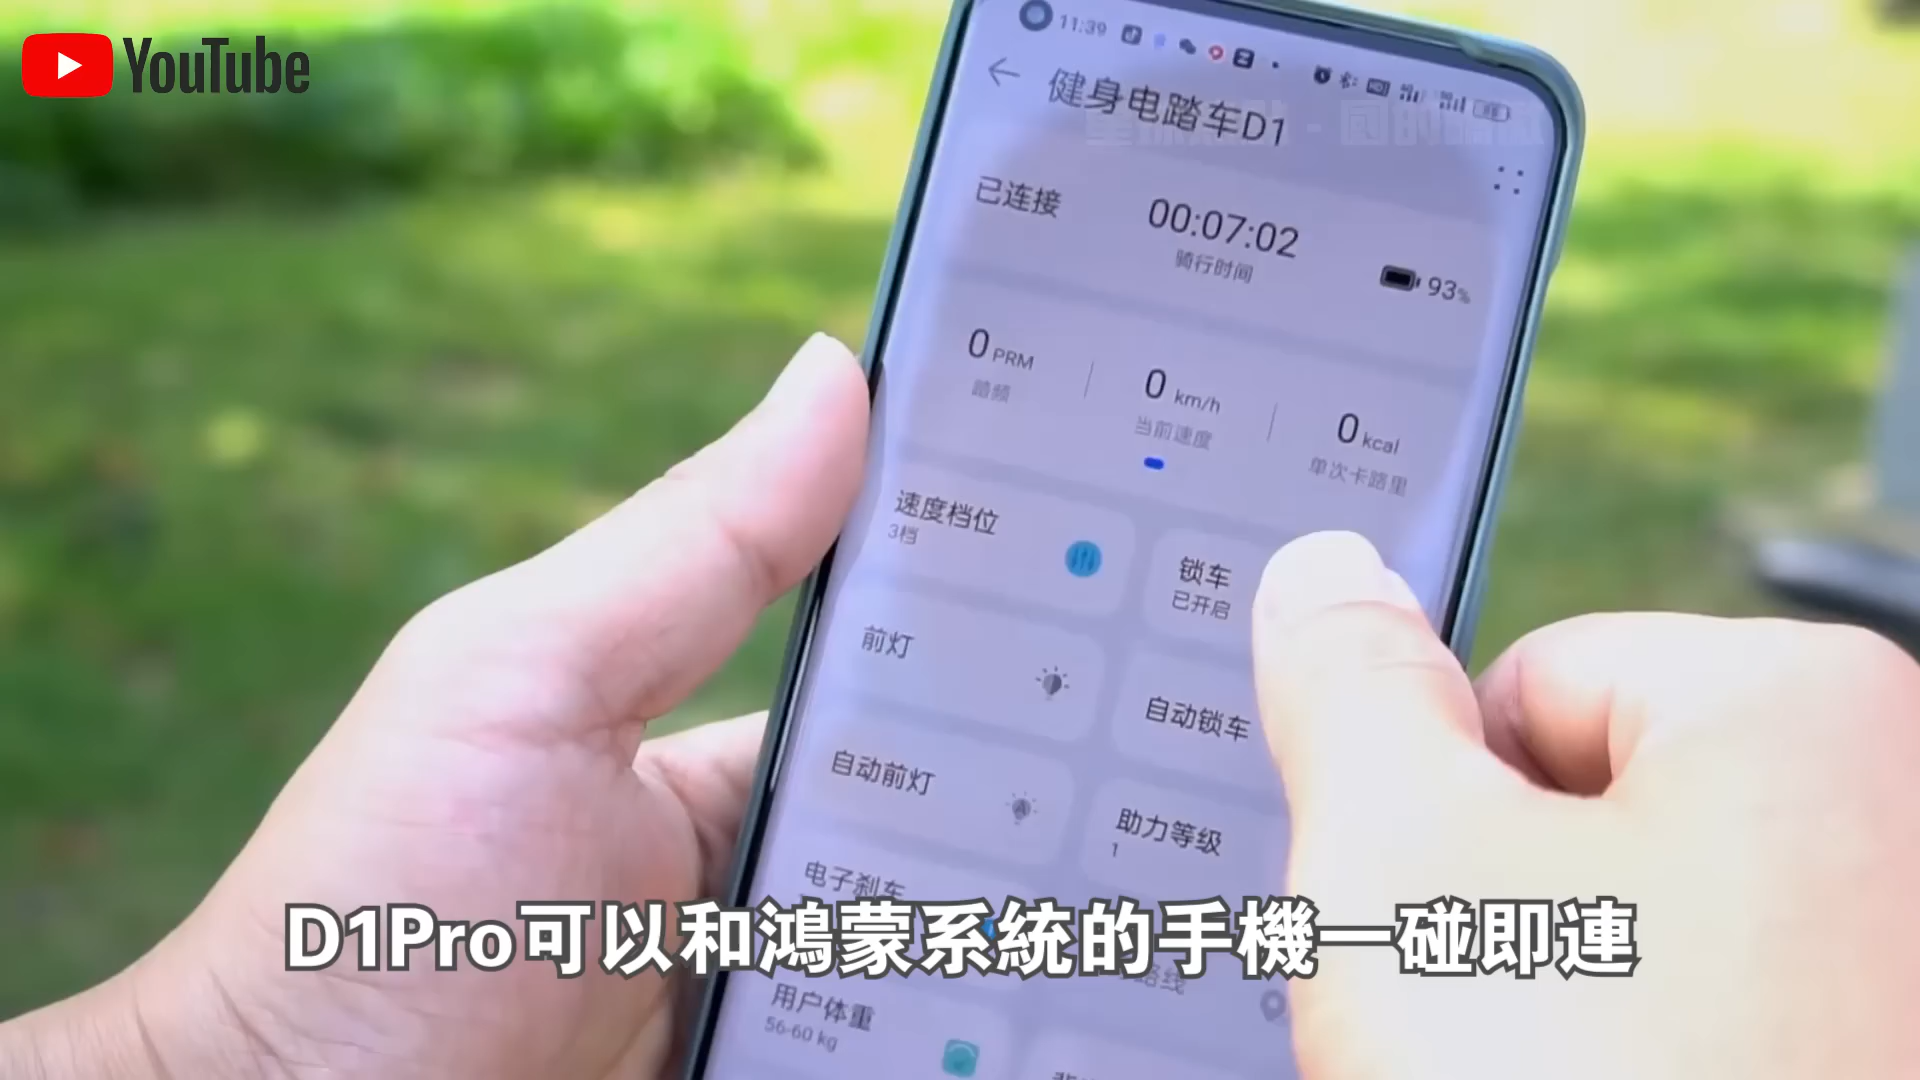 YouTube
11:39
健身电踏车D1
已连接
00:07:02
骑行时间
93%
0 PRM
踏频
0 km/h
当前速度
0 kcal
单次卡路里
速度档位
3档
锁车
已开启
前灯
自动锁车
自动前灯
助力等级
1
电子刹车
D1Pro可以和鴻蒙系統的手機一碰即連
路线
用户体重
56-60 kg